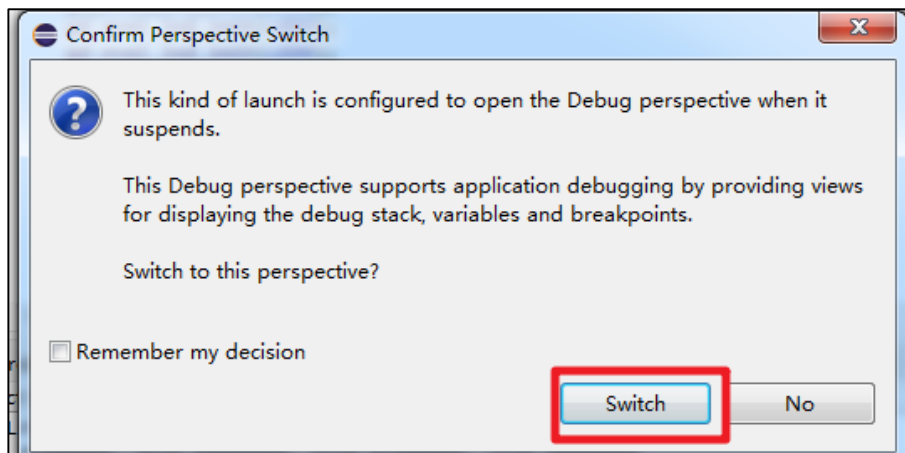 Confirm Perspective Switch
This kind of launch is configured to open the Debug perspective when it
suspends.
This Debug perspective supports application debugging by providing views
for displaying the debug stack, variables and breakpoints.
Switch to this perspective?
Remember my decision
Switch
No